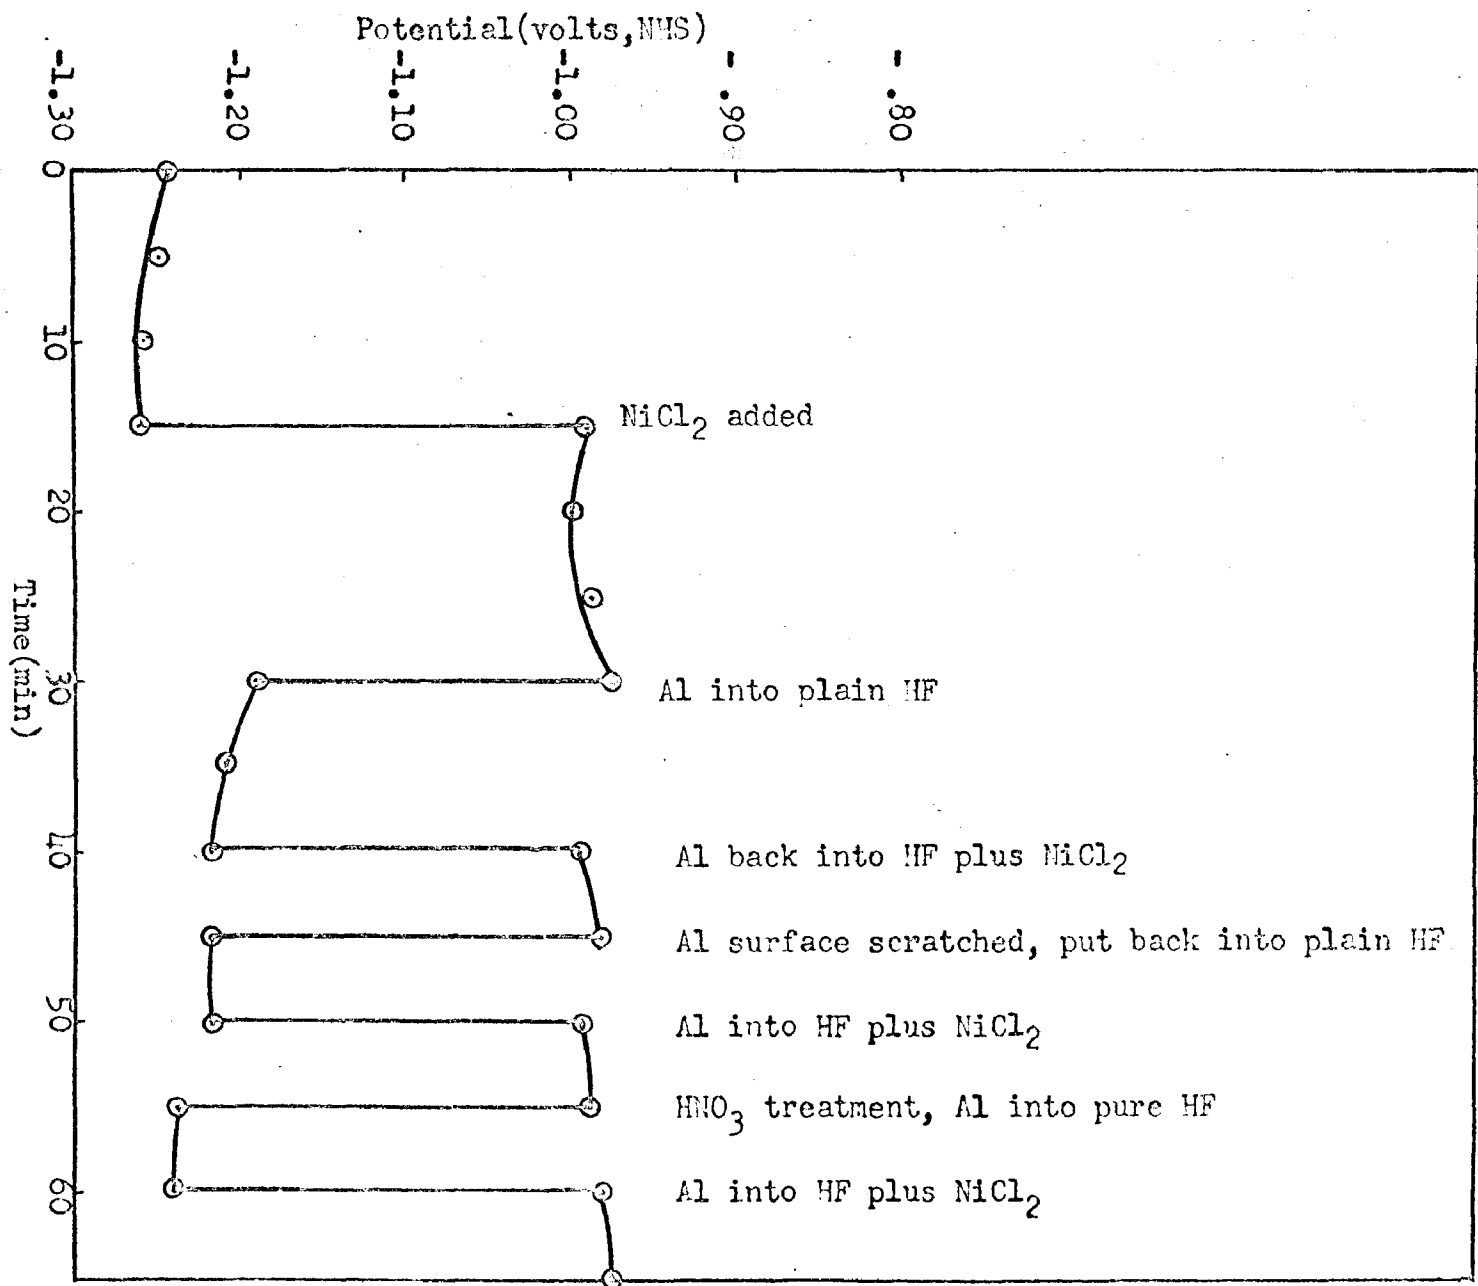 Potential(volts,NHS)
-1.30
-1.20
-1.10
-1.00
-.90
-.80
0
10
20
30
40
50
60
Time(min)
NiCl2 added
Al into plain HF
Al back into HF plus NiCl2
Al surface scratched, put back into plain HF
Al into HF plus NiCl2
HNO3 treatment, Al into pure HF
Al into HF plus NiCl2